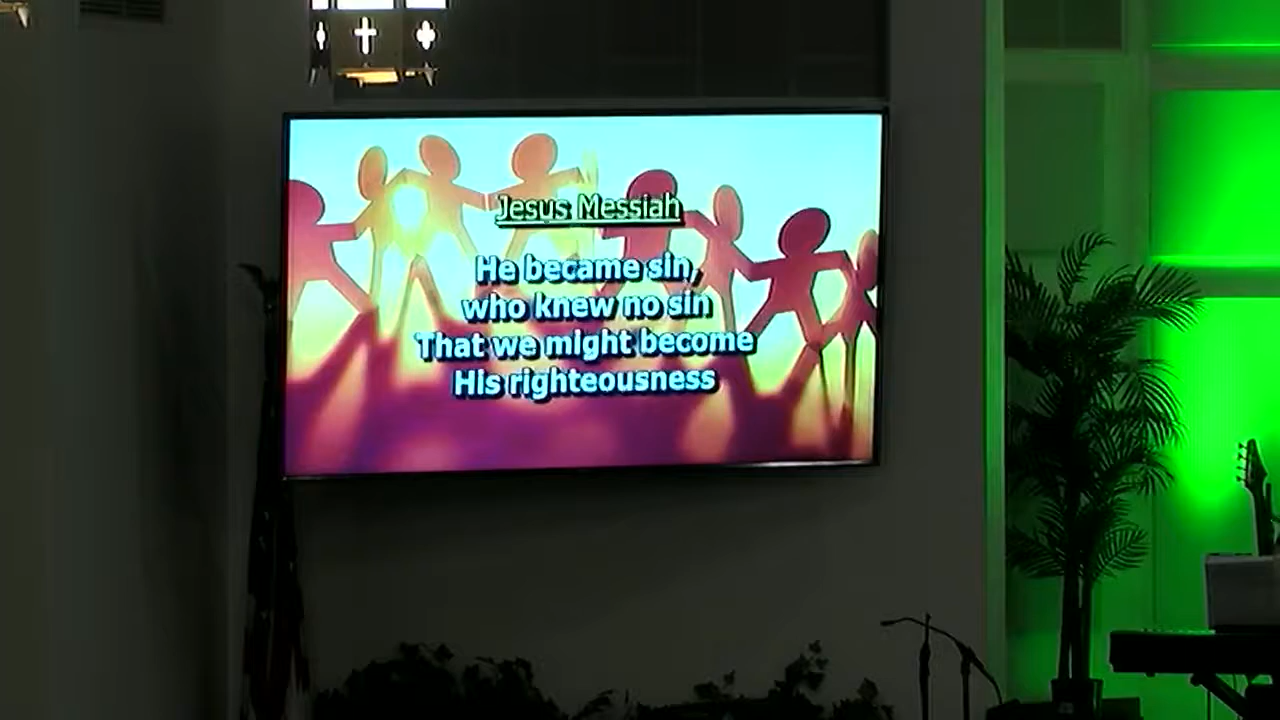 Jesus Messiah
He became sin,
who knew no sin
That we might become
His righteousness